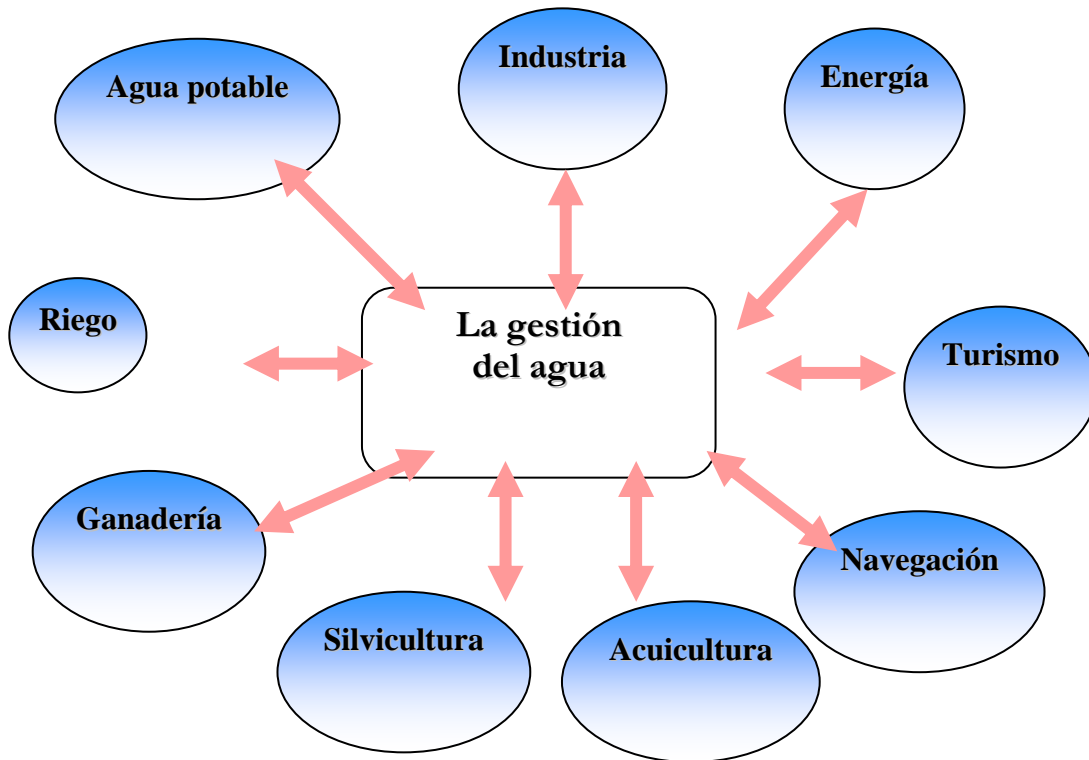 Agua potable
Industria
Energía
Riego
La gestión
del agua
Turismo
Ganadería
Navegación
Silvicultura
Acuicultura